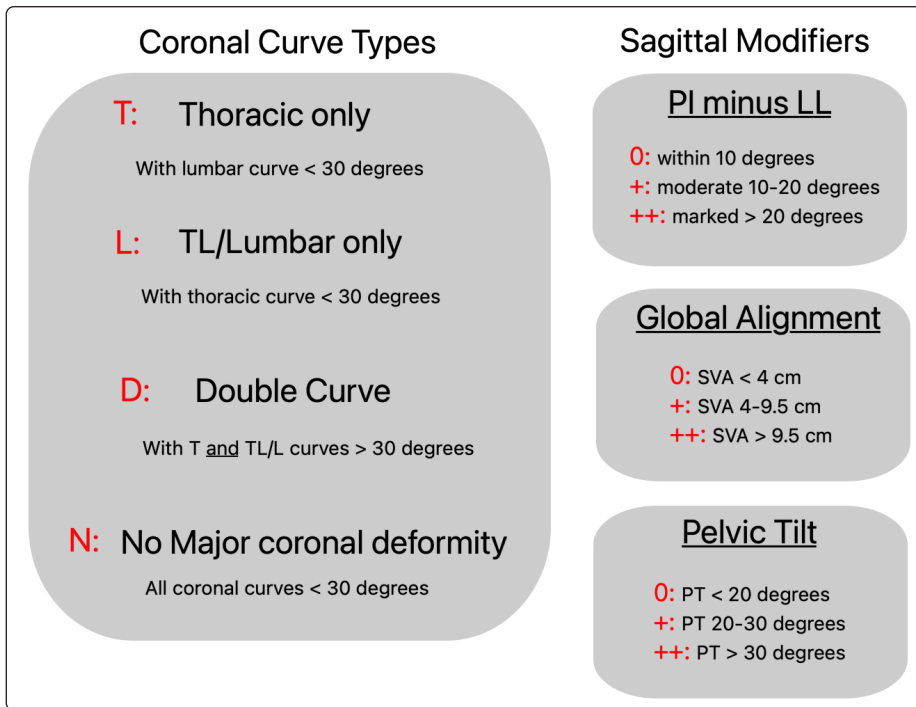 Coronal Curve Types
T: Thoracic only
With lumbar curve < 30 degrees
L: TL/Lumbar only
With thoracic curve < 30 degrees
D: Double Curve
With T and TL/L curves > 30 degrees
N: No Major coronal deformity
All coronal curves < 30 degrees
Sagittal Modifiers
PI minus LL
0: within 10 degrees
+: moderate 10-20 degrees
++: marked > 20 degrees
Global Alignment
0: SVA < 4 cm
+: SVA 4-9.5 cm
++: SVA > 9.5 cm
Pelvic Tilt
0: PT < 20 degrees
+: PT 20-30 degrees
++: PT > 30 degrees